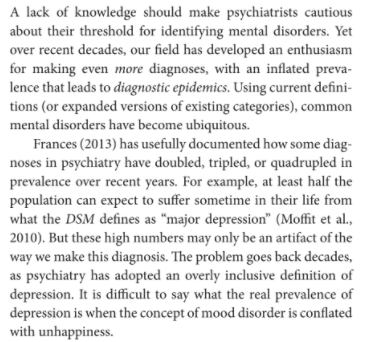 A lack of knowledge should make psychiatrists cautious
about their threshold for identifying mental disorders. Yet
over recent decades, our field has developed an enthusiasm
for making even more diagnoses, with an inflated preva-
lence that leads to diagnostic epidemics. Using current defini-
tions (or expanded versions of existing categories), common
mental disorders have become ubiquitous.
Frances (2013) has usefully documented how some diag-
noses in psychiatry have doubled, tripled, or quadrupled in
prevalence over recent years. For example, at least half the
population can expect to suffer sometime in their life from
what the DSM defines as “major depression” (Moffit et al.,
2010). But these high numbers may only be an artifact of the
way we make this diagnosis. The problem goes back decades,
as psychiatry has adopted an overly inclusive definition of
depression. It is difficult to say what the real prevalence of
depression is when the concept of mood disorder is conflated
with unhappiness.